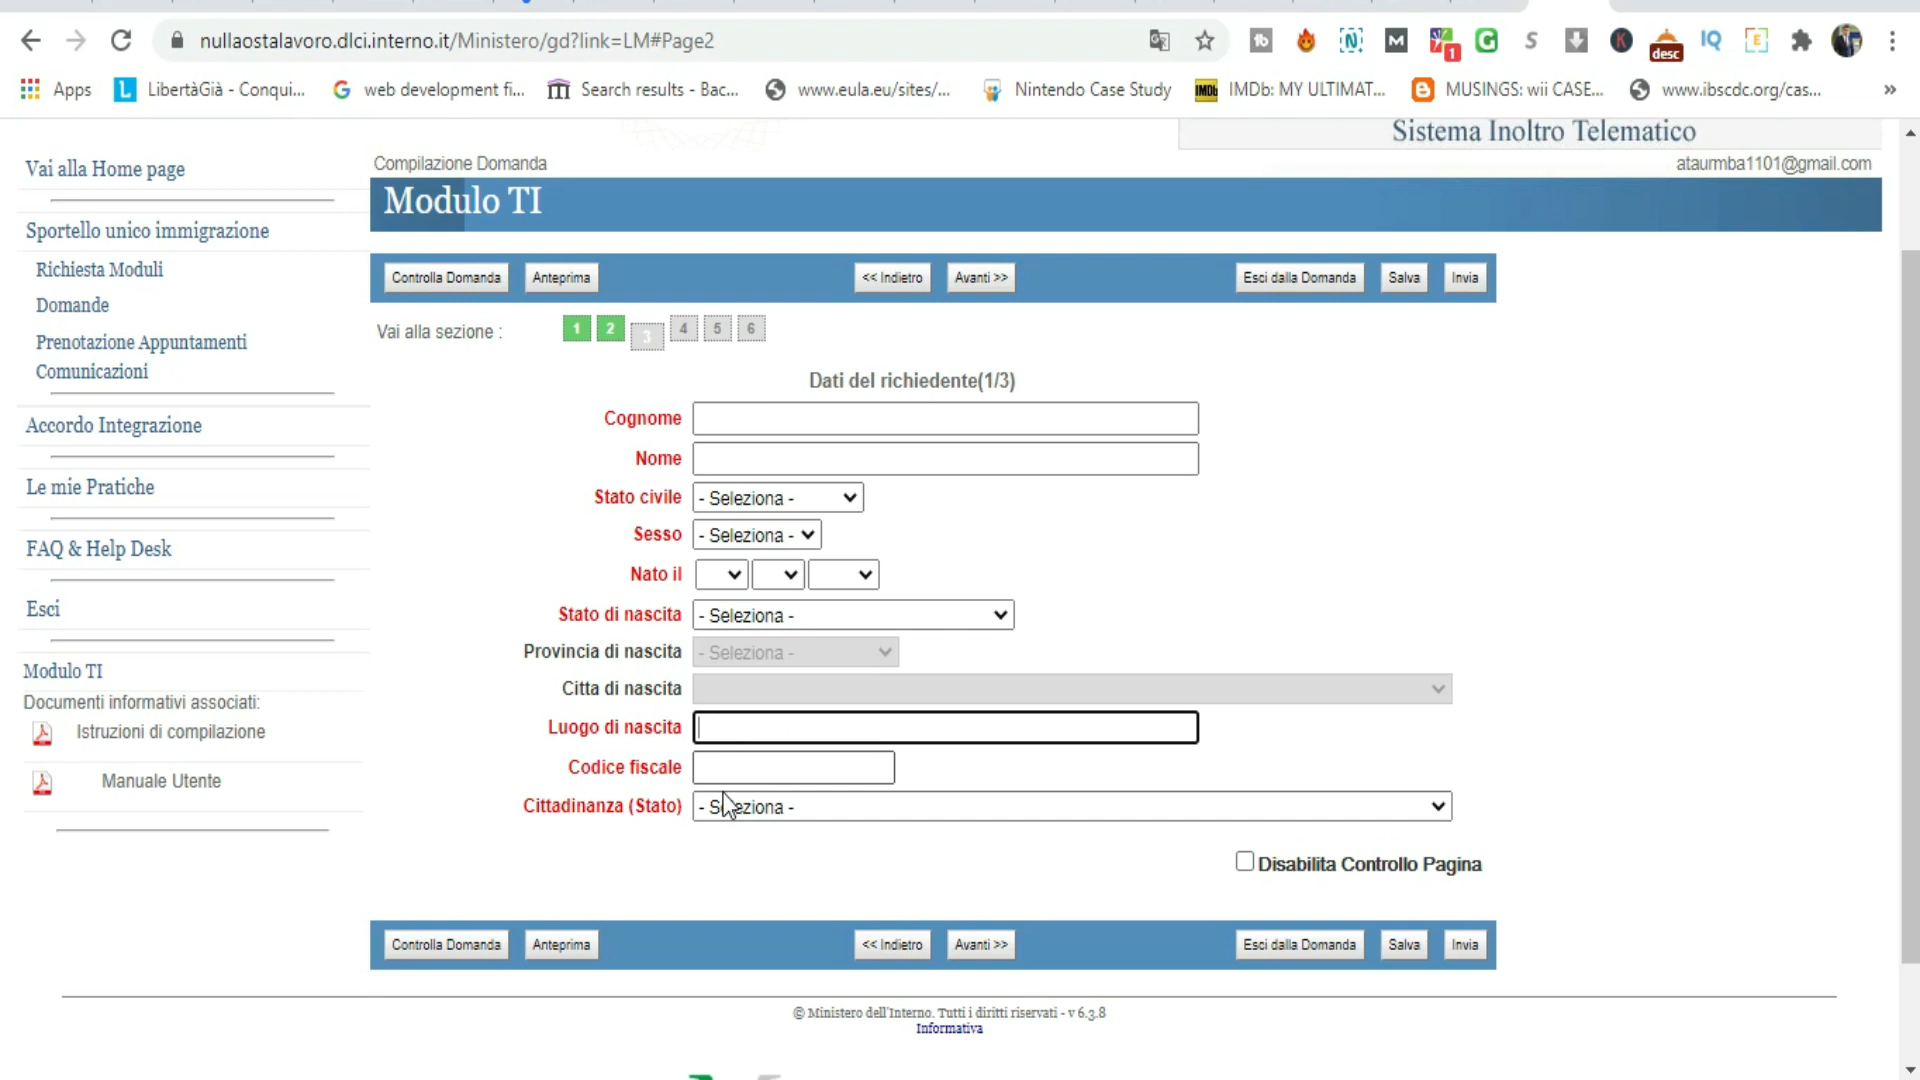 nullaostalavoro.dlci.interno.it/Ministero/gd?link=LM#Page2
desc
1
Apps
LibertàGià - Conqui...
web development fi...
Search results - Bac...
www.eula.eu/sites/...
Nintendo Case Study
IMDb: MY ULTIMAT...
MUSINGS: wii CASE...
www.ibscdc.org/cas...
»
Sistema Inoltro Telematico
Vai alla Home page
Compilazione Domanda
ataurmba1101@gmail.com
Modulo TI
Sportello unico immigrazione
Richiesta Moduli
Domande
Prenotazione Appuntamenti
Comunicazioni
Accordo Integrazione
Le mie Pratiche
FAQ & Help Desk
Esci
Modulo TI
Documenti informativi associati:
Istruzioni di compilazione
Manuale Utente
Controlla Domanda Anteprima << Indietro Avanti >> Esci dalla Domanda Salva Invia
Vai alla sezione : 1 2 3 4 5 6
Dati del richiedente(1/3)
Cognome
Nome
Stato civile - Seleziona -
Sesso - Seleziona -
Nato il
Stato di nascita - Seleziona -
Provincia di nascita - Seleziona -
Citta di nascita
Luogo di nascita
Codice fiscale
Cittadinanza (Stato) - Seleziona -
Disabilita Controllo Pagina
Controlla Domanda Anteprima << Indietro Avanti >> Esci dalla Domanda Salva Invia
© Ministero dell'Interno. Tutti i diritti riservati - v 6.3.8
Informativa